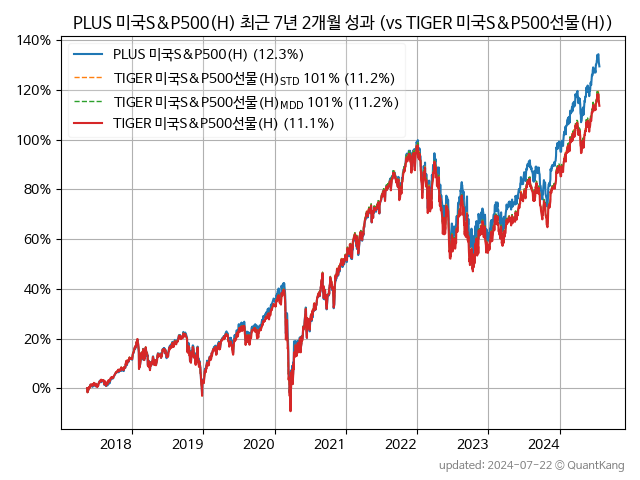 PLUS 미국S&P500(H) 최근 7년 2개월 성과 (vs TIGER 미국S&P500선물(H))
140%
120%
100%
80%
60%
40%
20%
0%
PLUS 미국S&P500(H) (12.3%)
TIGER 미국S&P500선물(H)STD 101% (11.2%)
TIGER 미국S&P500선물(H)MDD 101% (11.2%)
TIGER 미국S&P500선물(H) (11.1%)
2018 2019 2020 2021 2022 2023 2024
updated: 2024-07-22 © QuantKang